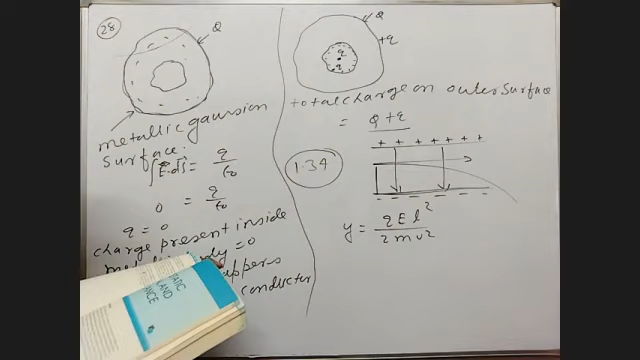 28
Q
metallic gaussian
surface.
∫E.ds = q/ε0
0 = q/ε0
q = 0
charge present inside
=0
conductor
Q
+q
q
total charge on outer surface
= Q+q
1.34
+ + + + + + +
y = qEl²/2mv²